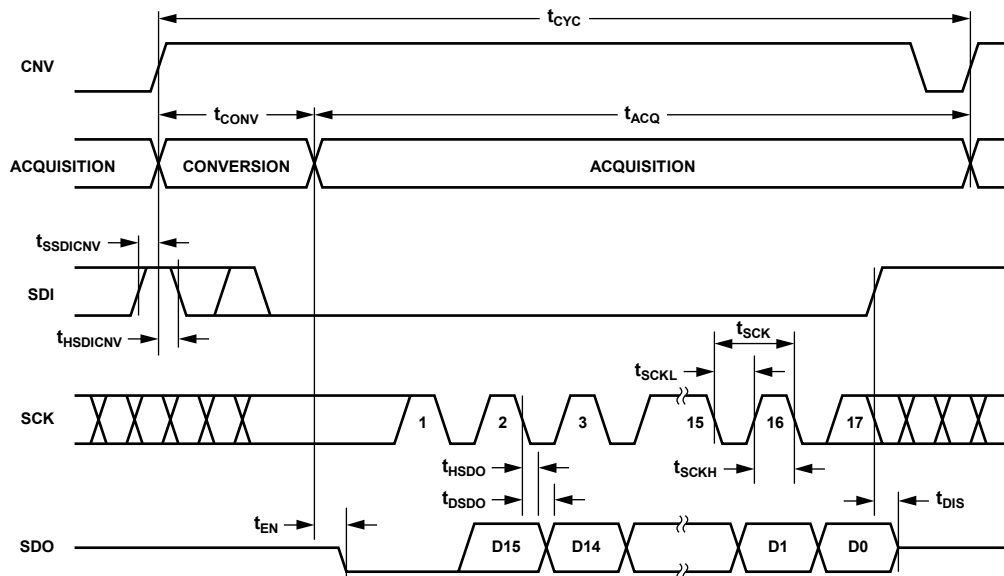 tCYC
CNV
tCONV
tACQ
ACQUISITION
CONVERSION
ACQUISITION
tSSDICNV
SDI
tHSDICNV
tSCK
tSCKL
SCK
1
2
3
15
16
17
tHSDO
tSCKH
tDSDO
tDIS
tEN
SDO
D15
D14
D1
D0